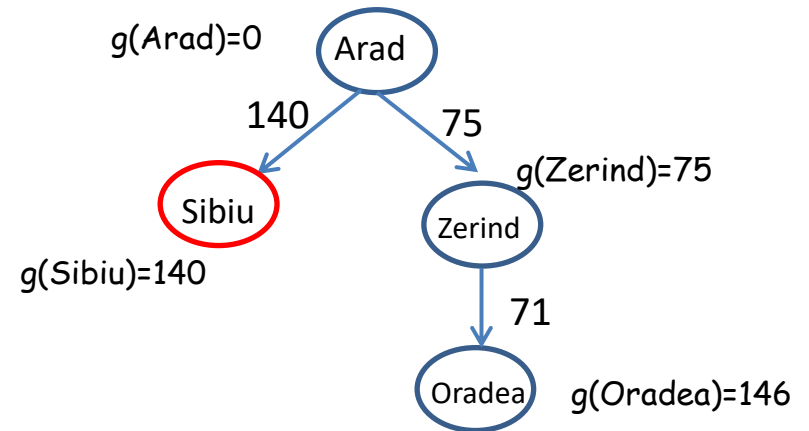 g(Arad)=0
Arad
140
75
g(Zerind)=75
Sibiu
Zerind
g(Sibiu)=140
71
Oradea
g(Oradea)=146